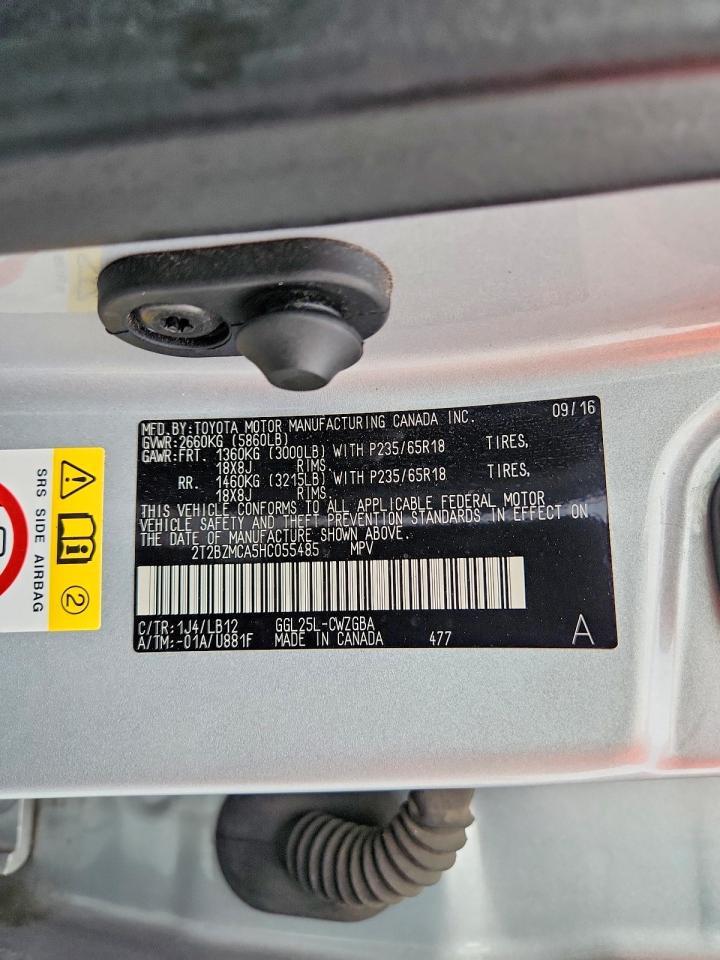 MFD.BY:TOYOTA MOTOR MANUFACTURING CANADA INC. 09/16
GVWR:2660KG (5860LB)
GAWR:FRT. 1360KG (3000LB) WITH P235/65R18 TIRES,
18X8J RIMS.
RR. 1460KG (3215LB) WITH P235/65R18 TIRES,
18X8J RIMS.
THIS VEHICLE CONFORMS TO ALL APPLICABLE FEDERAL MOTOR
VEHICLE SAFETY AND THEFT PREVENTION STANDARDS IN EFFECT ON
THE DATE OF MANUFACTURE SHOWN ABOVE.
2T2BZMCA5HC055485 MPV
C/TR:1J4/LB12 GGL25L-CWZGBA
A/TM:-01A/U881F MADE IN CANADA 477 A
SRS SIDE AIRBAG
2